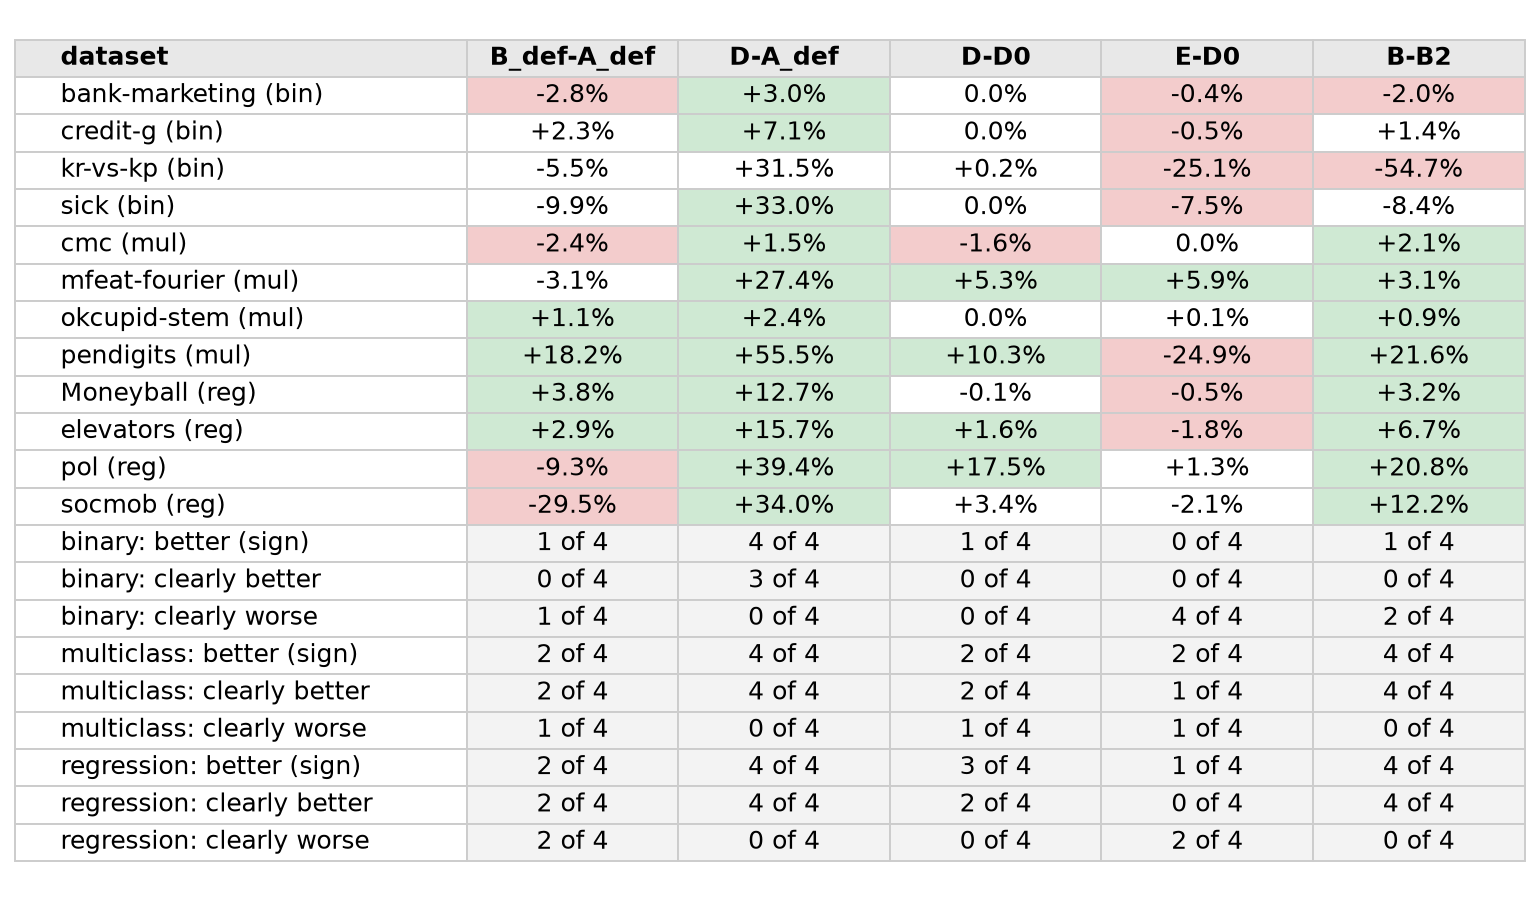 dataset B_def-A_def D-A_def D-D0 E-D0 B-B2
bank-marketing (bin) -2.8% +3.0% 0.0% -0.4% -2.0%
credit-g (bin) +2.3% +7.1% 0.0% -0.5% +1.4%
kr-vs-kp (bin) -5.5% +31.5% +0.2% -25.1% -54.7%
sick (bin) -9.9% +33.0% 0.0% -7.5% -8.4%
cmc (mul) -2.4% +1.5% -1.6% 0.0% +2.1%
mfeat-fourier (mul) -3.1% +27.4% +5.3% +5.9% +3.1%
okcupid-stem (mul) +1.1% +2.4% 0.0% +0.1% +0.9%
pendigits (mul) +18.2% +55.5% +10.3% -24.9% +21.6%
Moneyball (reg) +3.8% +12.7% -0.1% -0.5% +3.2%
elevators (reg) +2.9% +15.7% +1.6% -1.8% +6.7%
pol (reg) -9.3% +39.4% +17.5% +1.3% +20.8%
socmob (reg) -29.5% +34.0% +3.4% -2.1% +12.2%
binary: better (sign) 1 of 4 4 of 4 1 of 4 0 of 4 1 of 4
binary: clearly better 0 of 4 3 of 4 0 of 4 0 of 4 0 of 4
binary: clearly worse 1 of 4 0 of 4 0 of 4 4 of 4 2 of 4
multiclass: better (sign) 2 of 4 4 of 4 2 of 4 2 of 4 4 of 4
multiclass: clearly better 2 of 4 4 of 4 2 of 4 1 of 4 4 of 4
multiclass: clearly worse 1 of 4 0 of 4 1 of 4 1 of 4 0 of 4
regression: better (sign) 2 of 4 4 of 4 3 of 4 1 of 4 4 of 4
regression: clearly better 2 of 4 4 of 4 2 of 4 0 of 4 4 of 4
regression: clearly worse 2 of 4 0 of 4 0 of 4 2 of 4 0 of 4